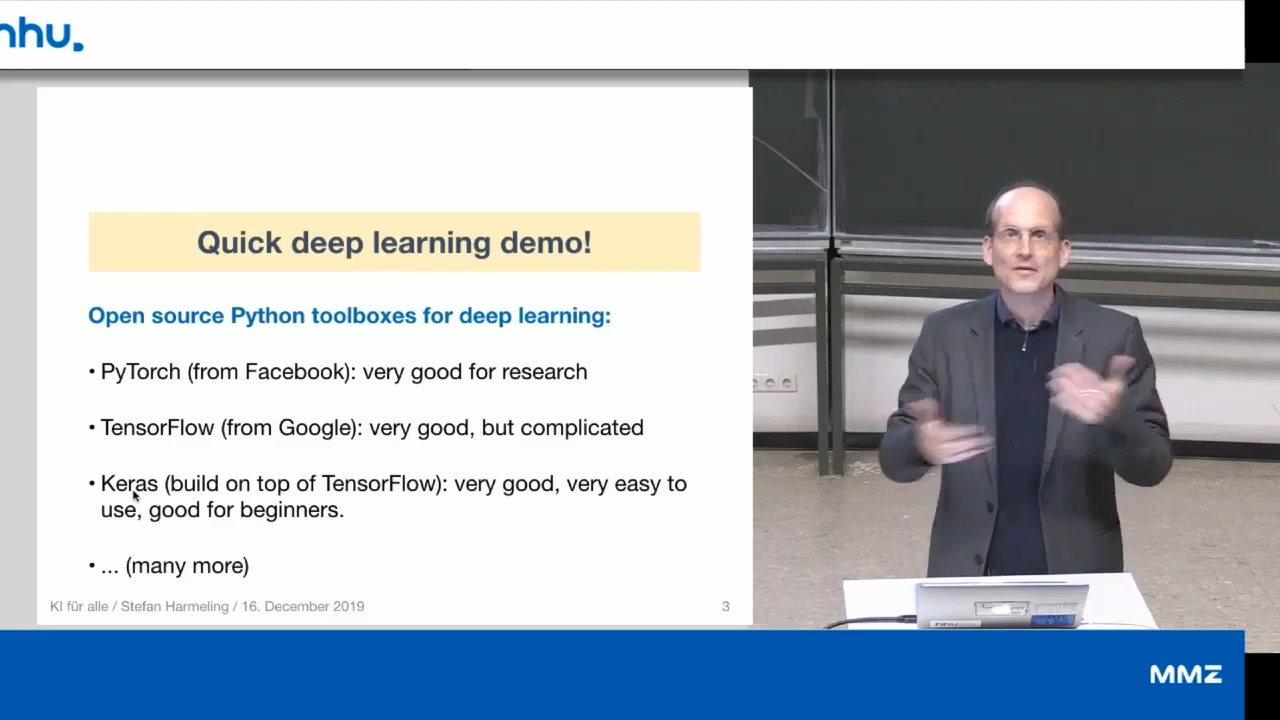 hhu.
Quick deep learning demo!
Open source Python toolboxes for deep learning:
• PyTorch (from Facebook): very good for research
• TensorFlow (from Google): very good, but complicated
• Keras (build on top of TensorFlow): very good, very easy to
use, good for beginners.
• ... (many more)
KI für alle / Stefan Harmeling / 16. December 2019
3
hhu
MMZ